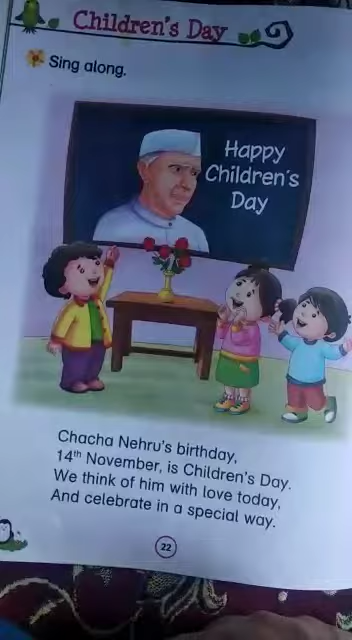 Children's Day
Sing along.
Happy
Children's
Day
Chacha Nehru's birthday,
14th November, is Children's Day.
We think of him with love today,
And celebrate in a special way.
22